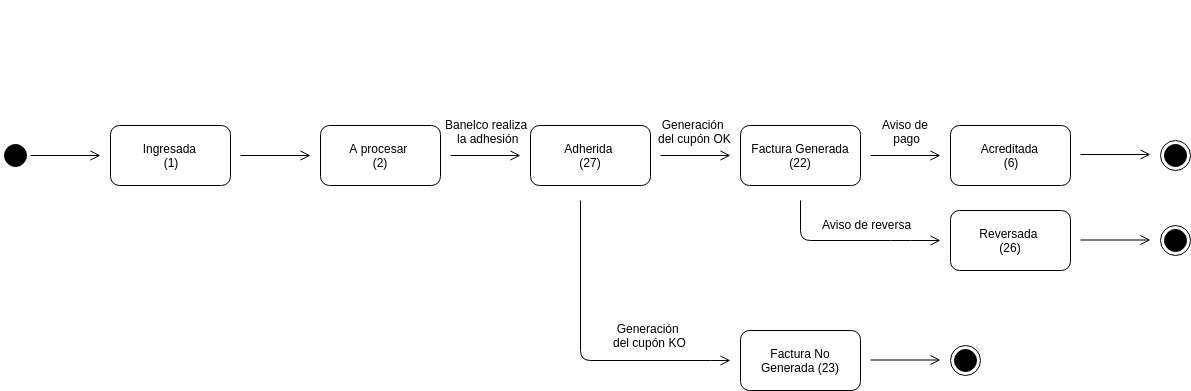 Ingresada
(1)
A procesar
(2)
Banelco realiza
la adhesión
Adherida
(27)
Generación
del cupón OK
Factura Generada
(22)
Aviso de
pago
Acreditada
(6)
Aviso de reversa
Reversada
(26)
Generación
del cupón KO
Factura No
Generada (23)